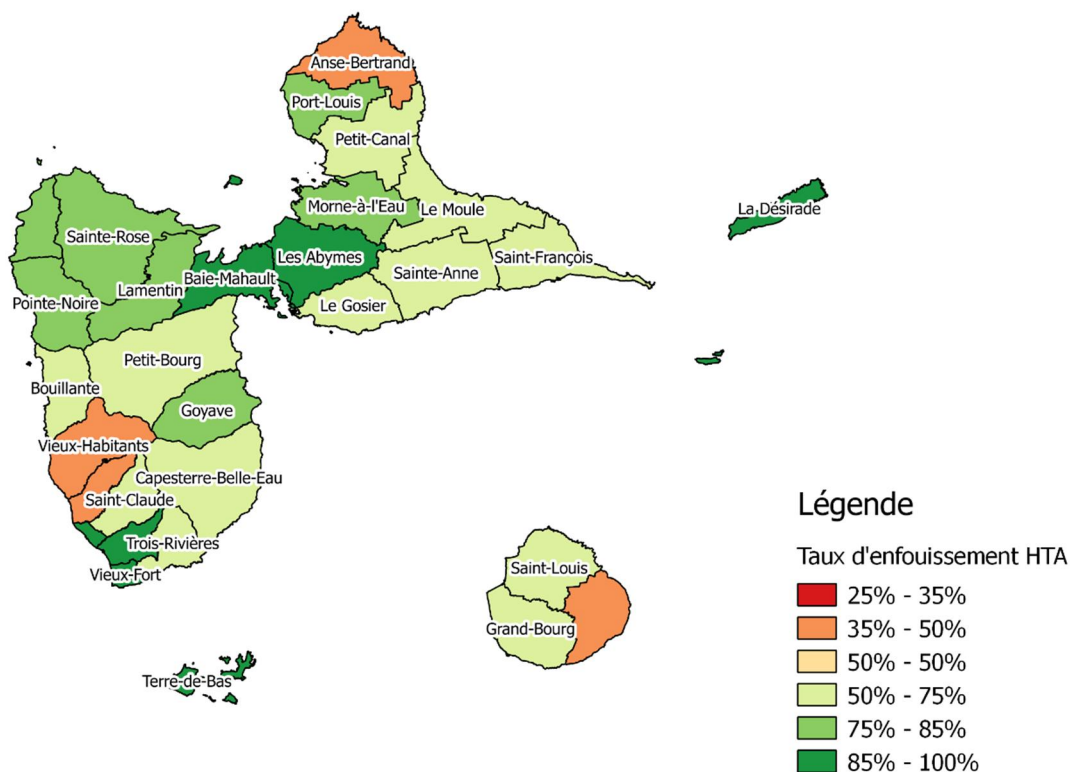 Anse-Bertrand
Port-Louis
Petit-Canal
Morne-à-l'Eau
Le Moule
La Désirade
Sainte-Rose
Les Abymes
Saint-François
Sainte-Anne
Baie-Mahault
Lamentin
Pointe-Noire
Le Gosier
Petit-Bourg
Bouillante
Goyave
Vieux-Habitants
Capesterre-Belle-Eau
Saint-Claude
Trois-Rivières
Vieux-Fort
Saint-Louis
Grand-Bourg
Terre-de-Bas
Légende
Taux d'enfouissement HTA
25% - 35%
35% - 50%
50% - 50%
50% - 75%
75% - 85%
85% - 100%